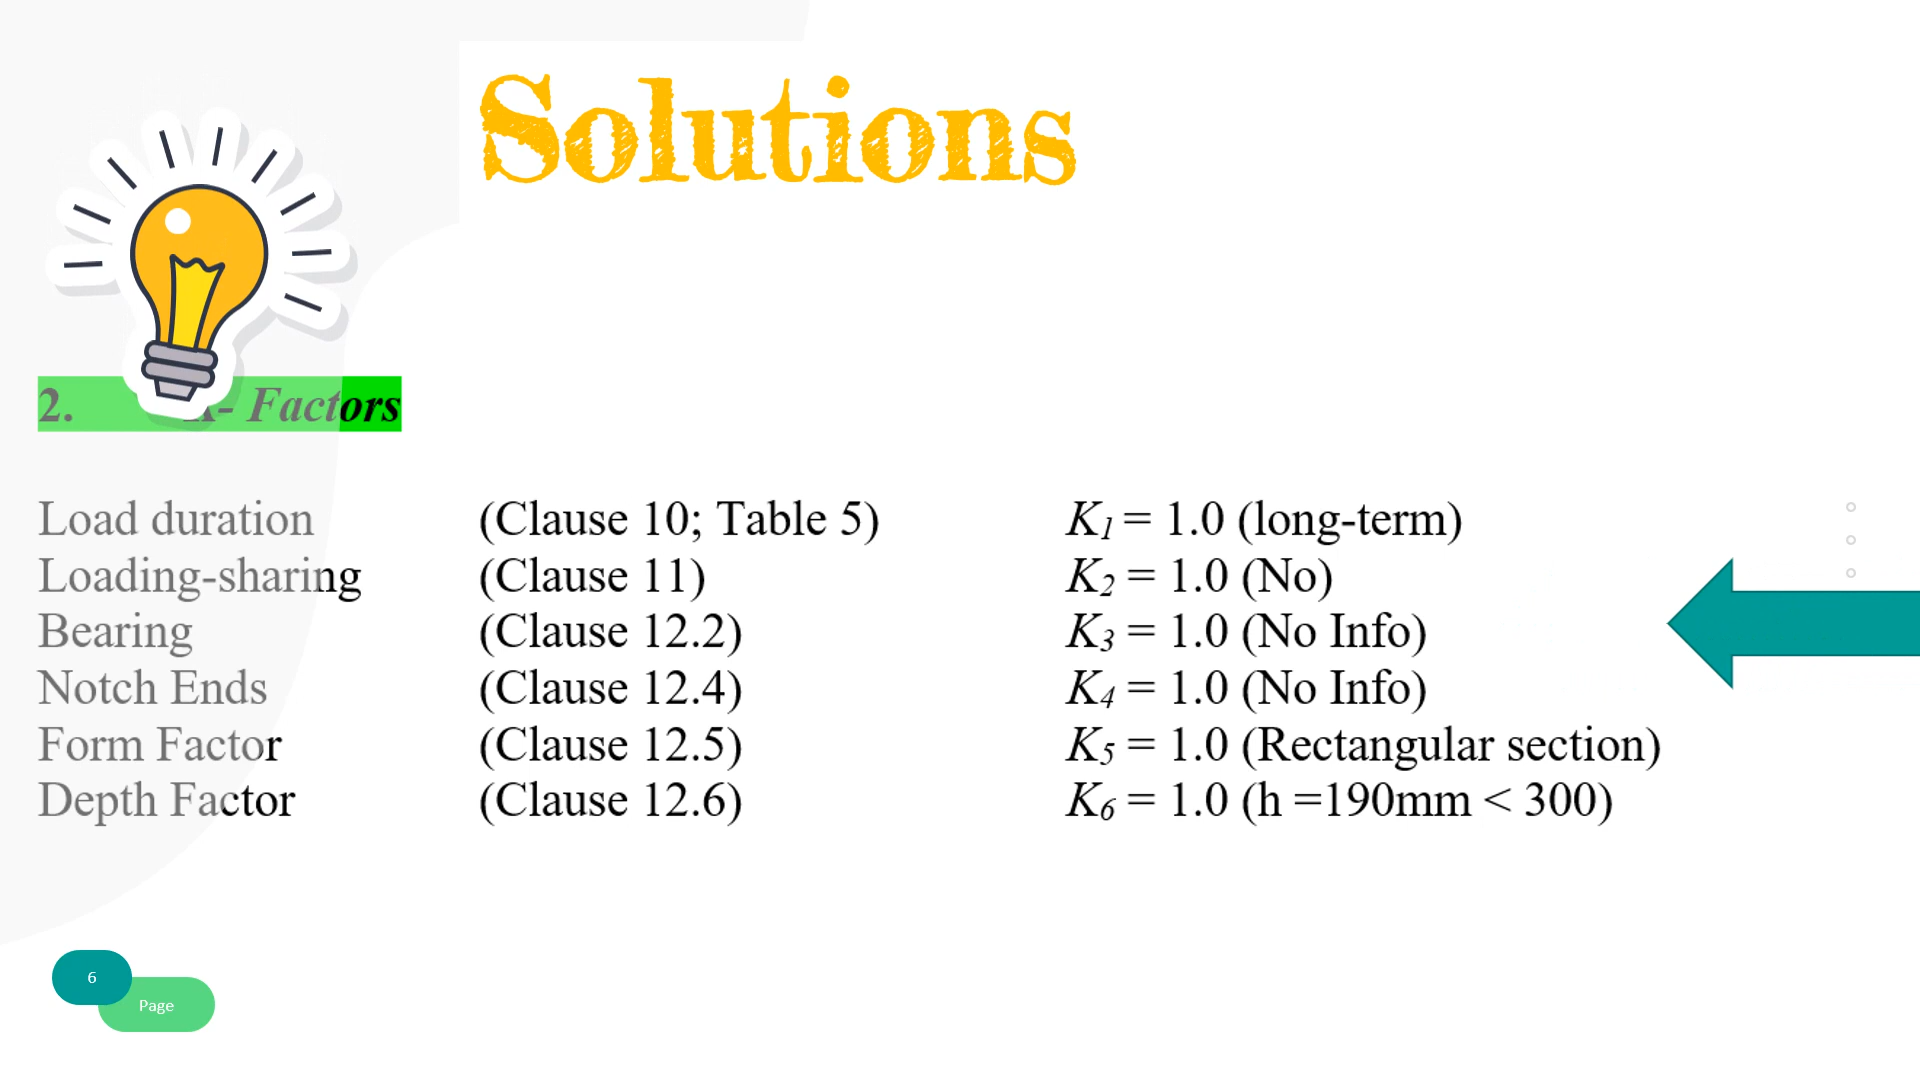 Solutions
2. K- Factors
Load duration (Clause 10; Table 5) K1 = 1.0 (long-term)
Loading-sharing (Clause 11) K2 = 1.0 (No)
Bearing (Clause 12.2) K3 = 1.0 (No Info)
Notch Ends (Clause 12.4) K4 = 1.0 (No Info)
Form Factor (Clause 12.5) K5 = 1.0 (Rectangular section)
Depth Factor (Clause 12.6) K6 = 1.0 (h =190mm < 300)
6
Page